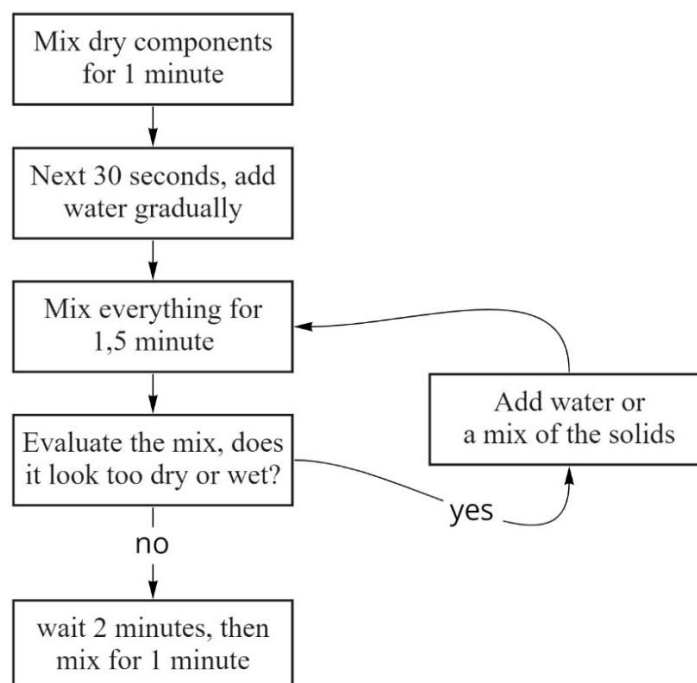 Mix dry components
for 1 minute
Next 30 seconds, add
water gradually
Mix everything for
1,5 minute
Evaluate the mix, does
it look too dry or wet?
Add water or
a mix of the solids
yes
no
wait 2 minutes, then
mix for 1 minute